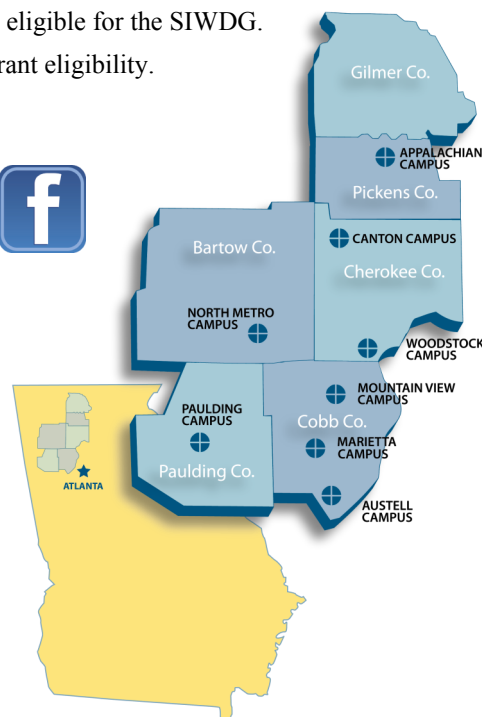 eligible for the SIWDG.
rant eligibility.
Gilmer Co.
APPALACHIAN
CAMPUS
Pickens Co.
f
CANTON CAMPUS
Bartow Co.
Cherokee Co.
NORTH METRO
CAMPUS
WOODSTOCK
CAMPUS
MOUNTAIN VIEW
CAMPUS
PAULDING
CAMPUS
Cobb Co.
MARIETTA
CAMPUS
Paulding Co.
ATLANTA
AUSTELL
CAMPUS